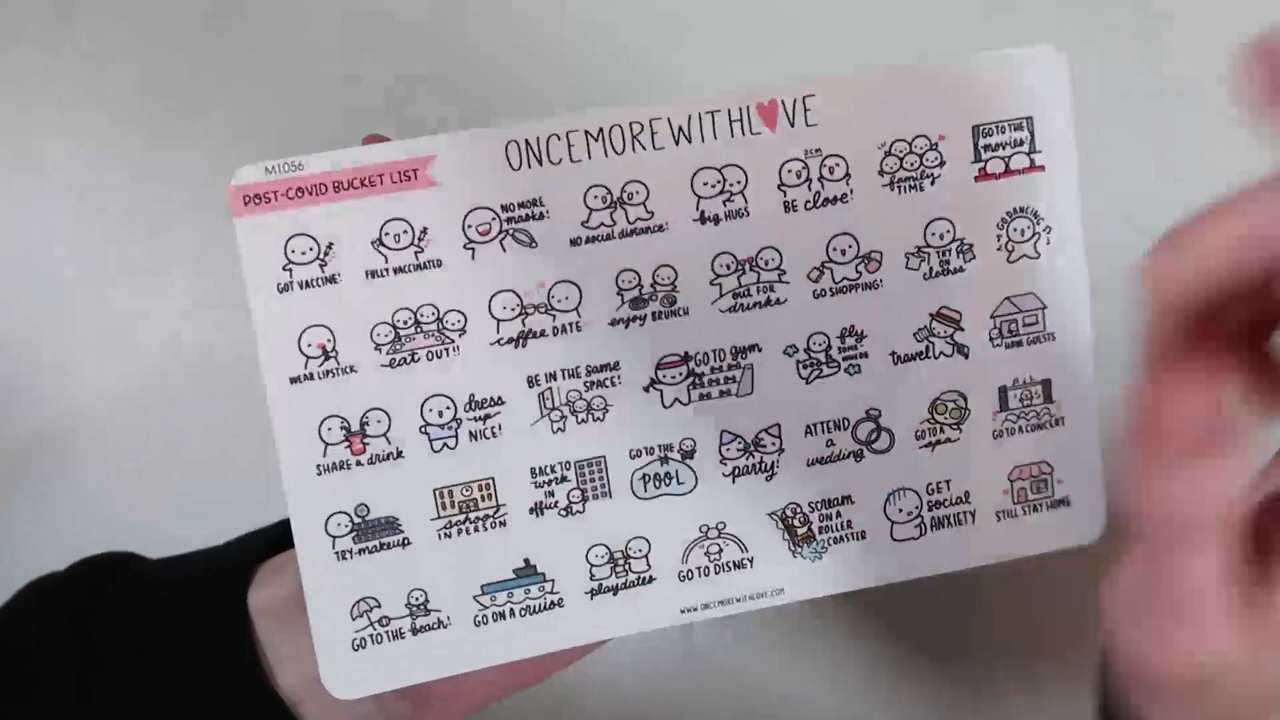 M1056
POST-COVID BUCKET LIST
ONCEMOREWITHLOVE
GOT VACCINE!
FULLY VACCINATED
NO MORE
masks!
NO social distance!
big HUGS
2CM
BE close!
family
TIME
GO TO THE
movies!
WEAR LIPSTICK
eat OUT!!
coffee DATE
enjoy BRUNCH
out FOR
drinks
GO SHOPPING!
TRY
ON
clothes
GO DANCING
SHARE a drink
dress
up
NICE!
BE IN THE same
SPACE!
GO TO gym
fly
SOME
WHERE
travel
HAVE GUESTS
TRY makeup
school
IN PERSON
BACK TO
work
IN
office
GO TO THE
POOL
party!
ATTEND
a
wedding
GO TO A
spa
GO TO A CONCERT
GO TO THE beach!
GO ON A cruise
playdates
GO TO DISNEY
SCREAM
ON A
ROLLER
COASTER
GET
social
ANXIETY
STILL STAY HOME
WWW.ONCEMOREWITHLOVE.COM